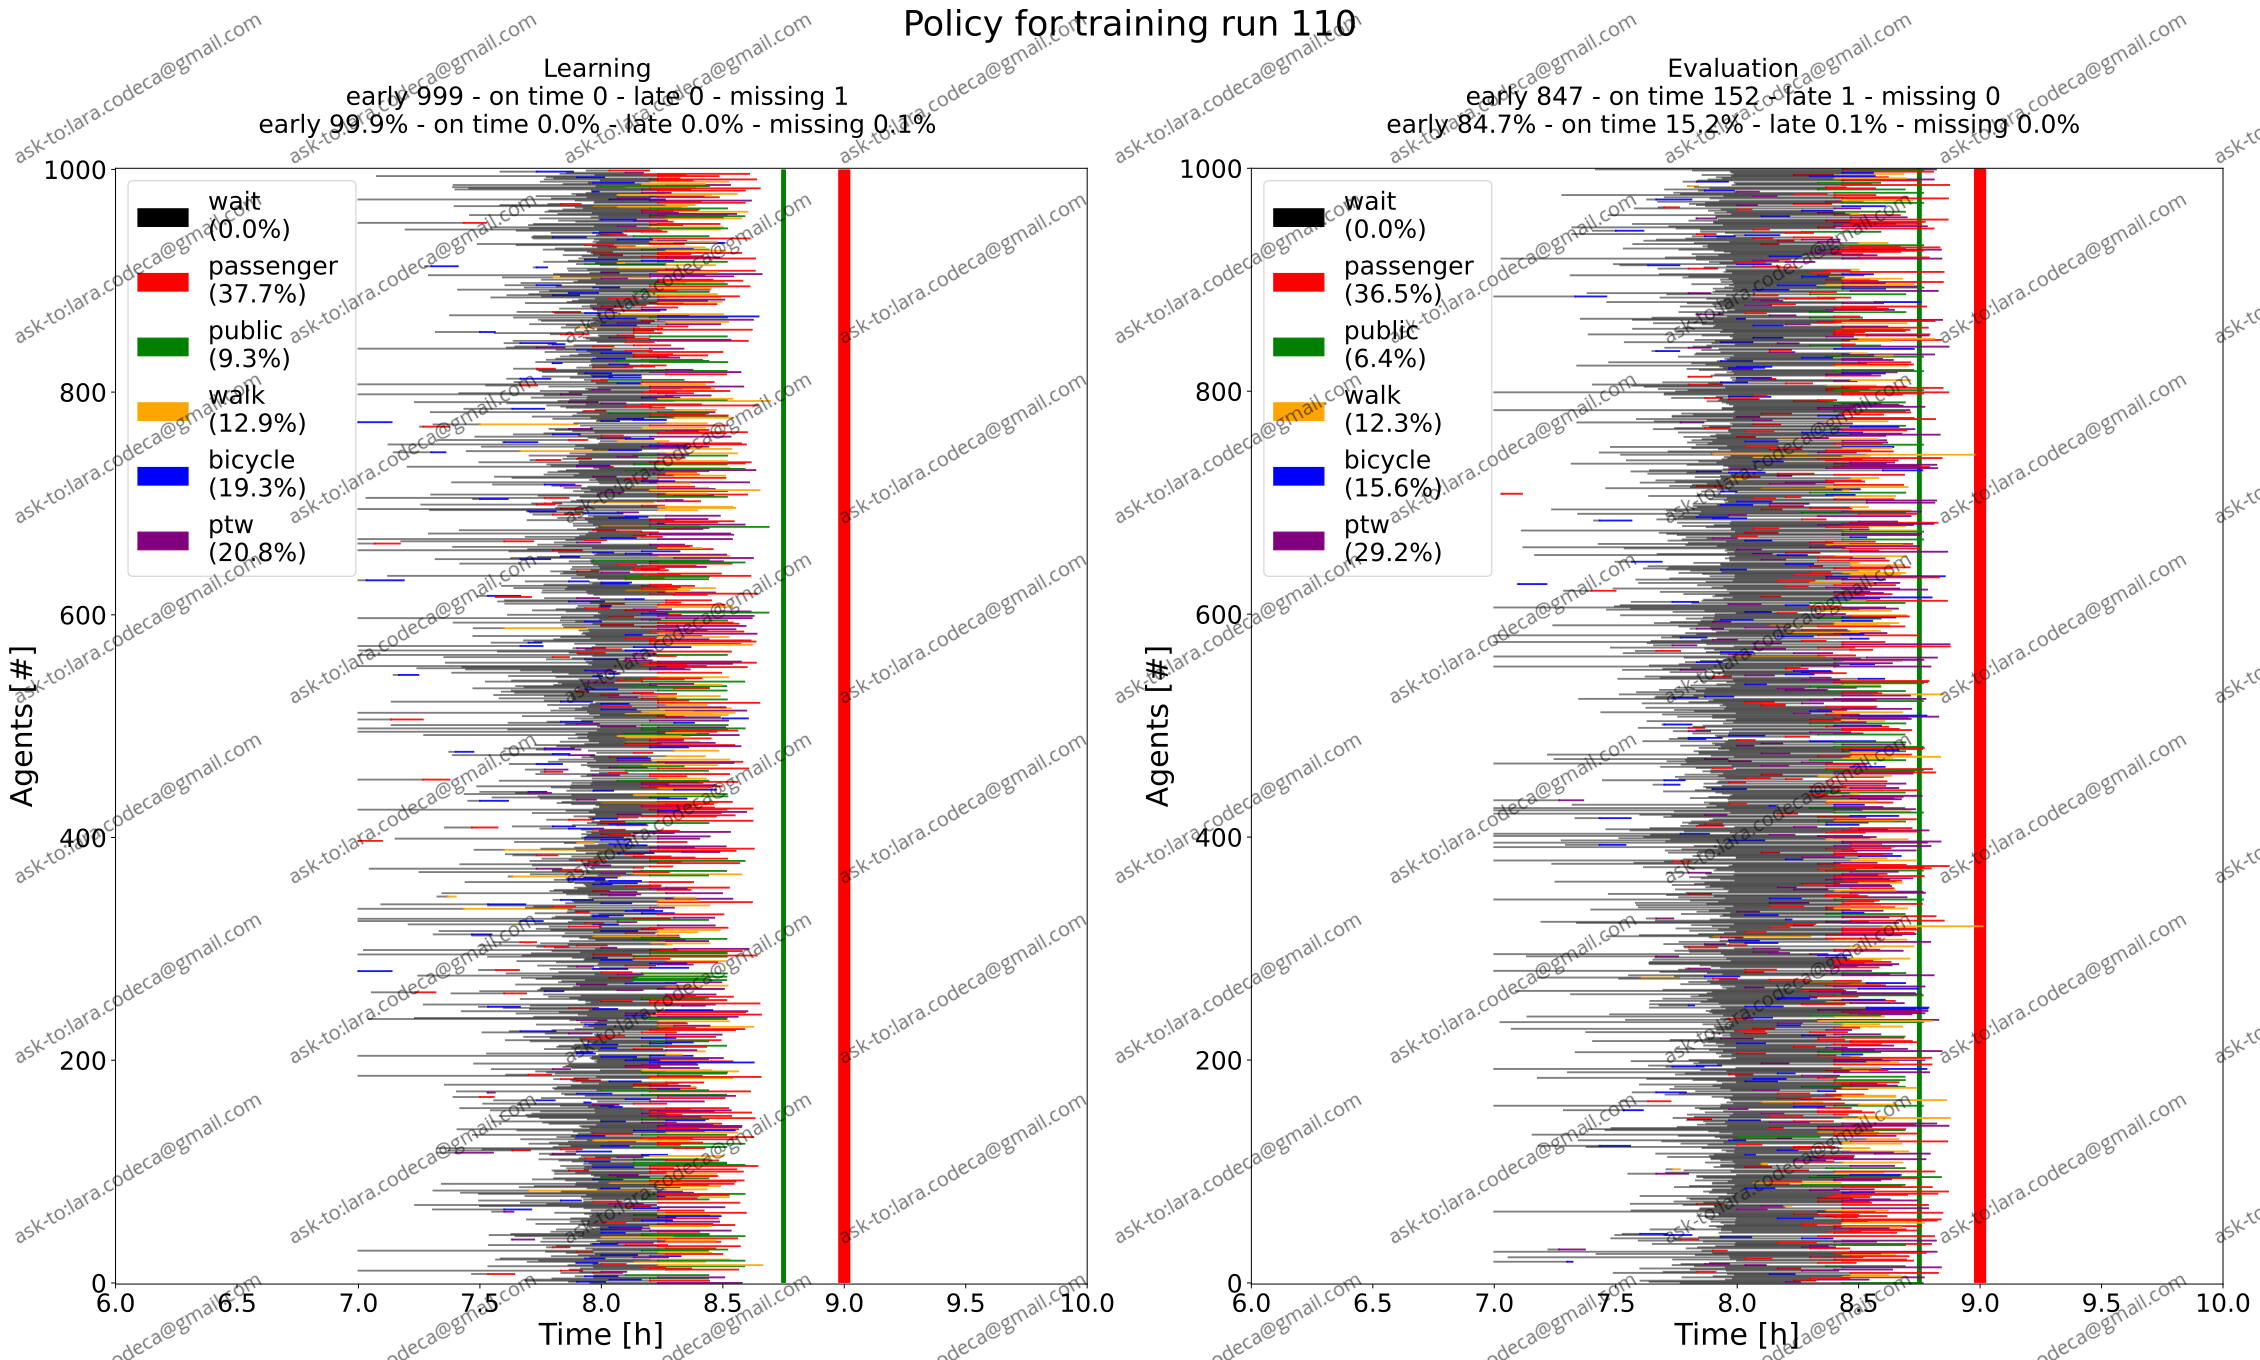 Policy for training run 110
Learning
early 999 - on time 0 - late 0 - missing 1
early 99.9% - on time 0.0% - late 0.0% - missing 0.1%
1000
800
600
400
200
0
Agents [#]
wait
(0.0%)
passenger
(37.7%)
public
(9.3%)
walk
(12.9%)
bicycle
(19.3%)
ptw
(20.8%)
6.0 6.5 7.0 7.5 8.0 8.5 9.0 9.5 10.0
Time [h]
Evaluation
early 847 - on time 152 - late 1 - missing 0
early 84.7% - on time 15.2% - late 0.1% - missing 0.0%
1000
800
600
400
200
0
Agents [#]
wait
(0.0%)
passenger
(36.5%)
public
(6.4%)
walk
(12.3%)
bicycle
(15.6%)
ptw
(29.2%)
6.0 6.5 7.0 7.5 8.0 8.5 9.0 9.5 10.0
Time [h]
ask-to:lara.codeca@gmail.com